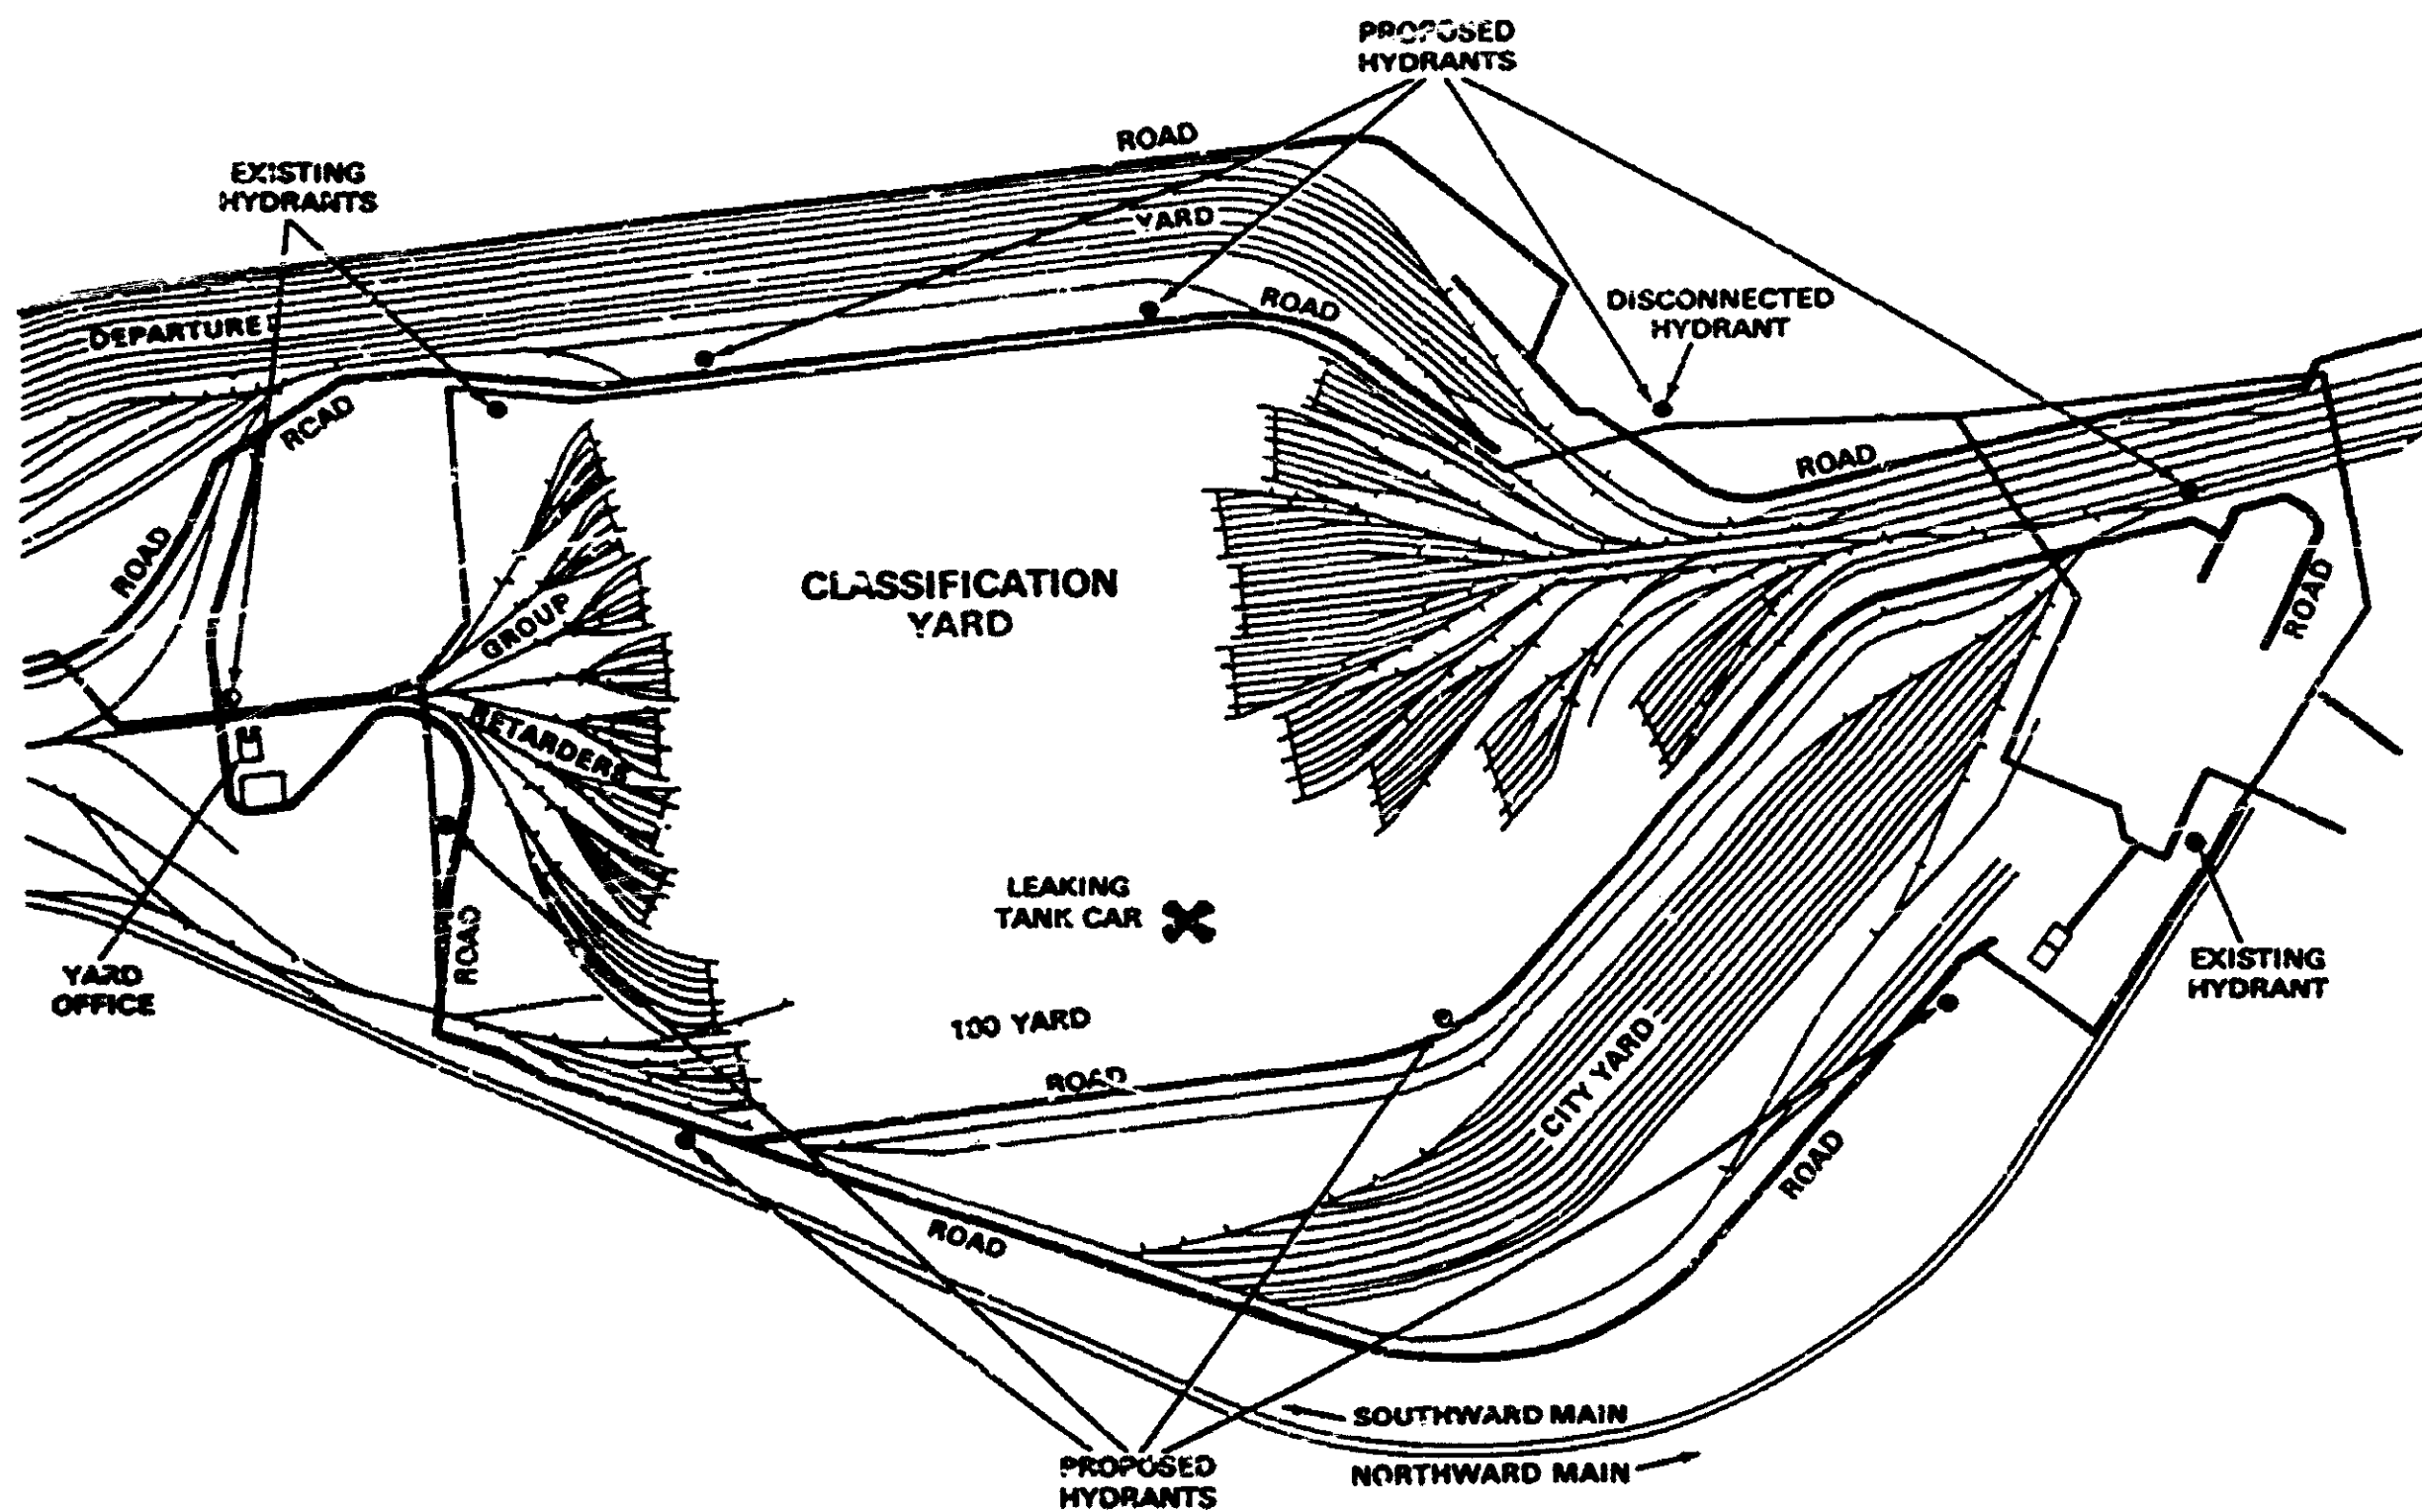 PROPOSED
HYDRANTS
ROAD
EXISTING
HYDRANTS
YARD
ROAD
DISCONNECTED
HYDRANT
DEPARTURE
ROAD
ROAD
ROAD
CLASSIFICATION
YARD
ROAD
GROUP
RETARDERS
LEAKING
TANK CAR
ROAD
YARD
OFFICE
EXISTING
HYDRANT
100 YARD
CITY YARD
ROAD
ROAD
ROAD
SOUTHWARD MAIN
PROPOSED
HYDRANTS
NORTHWARD MAIN